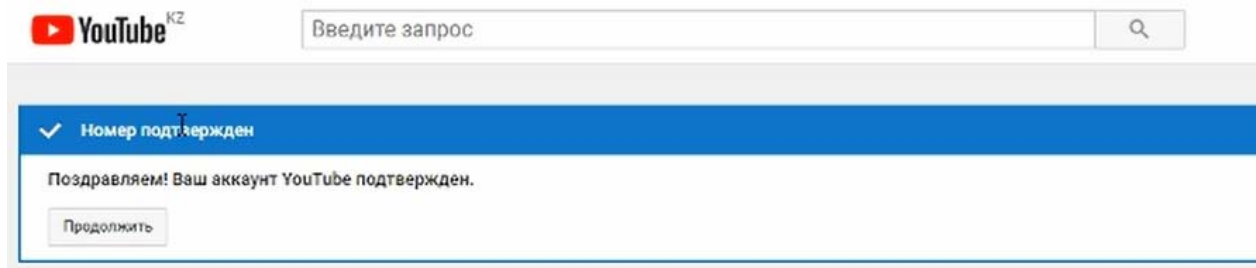 YouTube KZ
Введите запрос
Номер подтвержден
Поздравляем! Ваш аккаунт YouTube подтвержден.
Продолжить